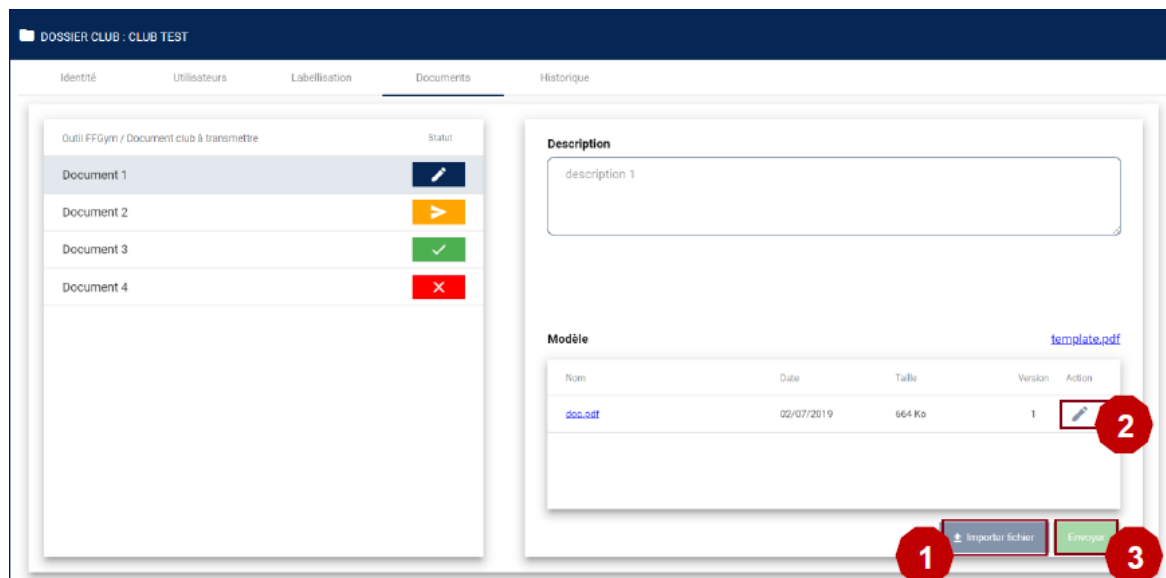 DOSSIER CLUB : CLUB TEST
Identité Utilisateurs Labellisation Documents Historique
Outil FFGym / Document club à transmettre Statut
Document 1
Document 2
Document 3
Document 4
Description
description 1
Modèle template.pdf
Nom Date Taille Version Action
doc.pdf 02/07/2019 664 Ko 1
2
Importer fichier Envoyer
1 3